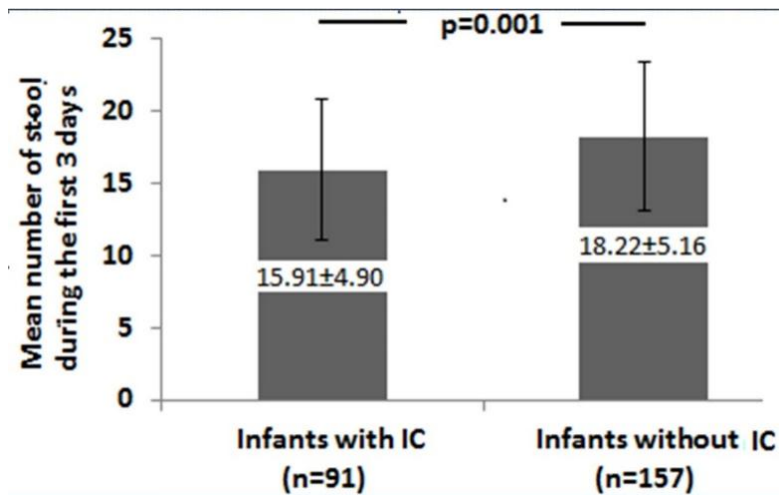 p=0.001
Mean number of stool
during the first 3 days
25
20
15
10
5
0
15.91±4.90
18.22±5.16
Infants with IC
(n=91)
Infants without IC
(n=157)